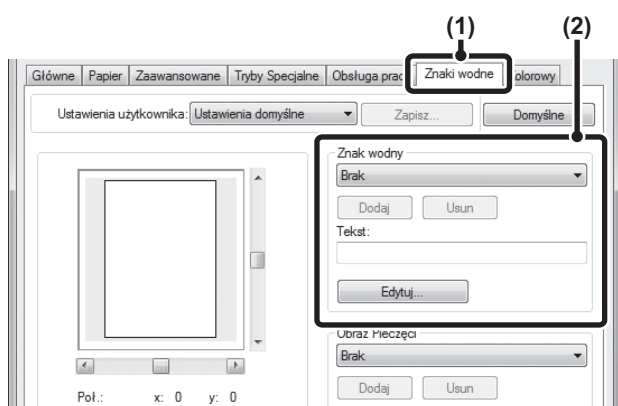 (1) (2)
Główne Papier Zaawansowane Tryby Specjalne Obsługa prac Znaki wodne olorowy
Ustawienia użytkownika: Ustawienia domyślne Zapisz... Domyślne
Znak wodny
Brak
Dodaj Usun
Tekst:
Edytuj...
Obraz Pieczęci
Brak
Dodaj Usun
Poł.: x: 0 y: 0